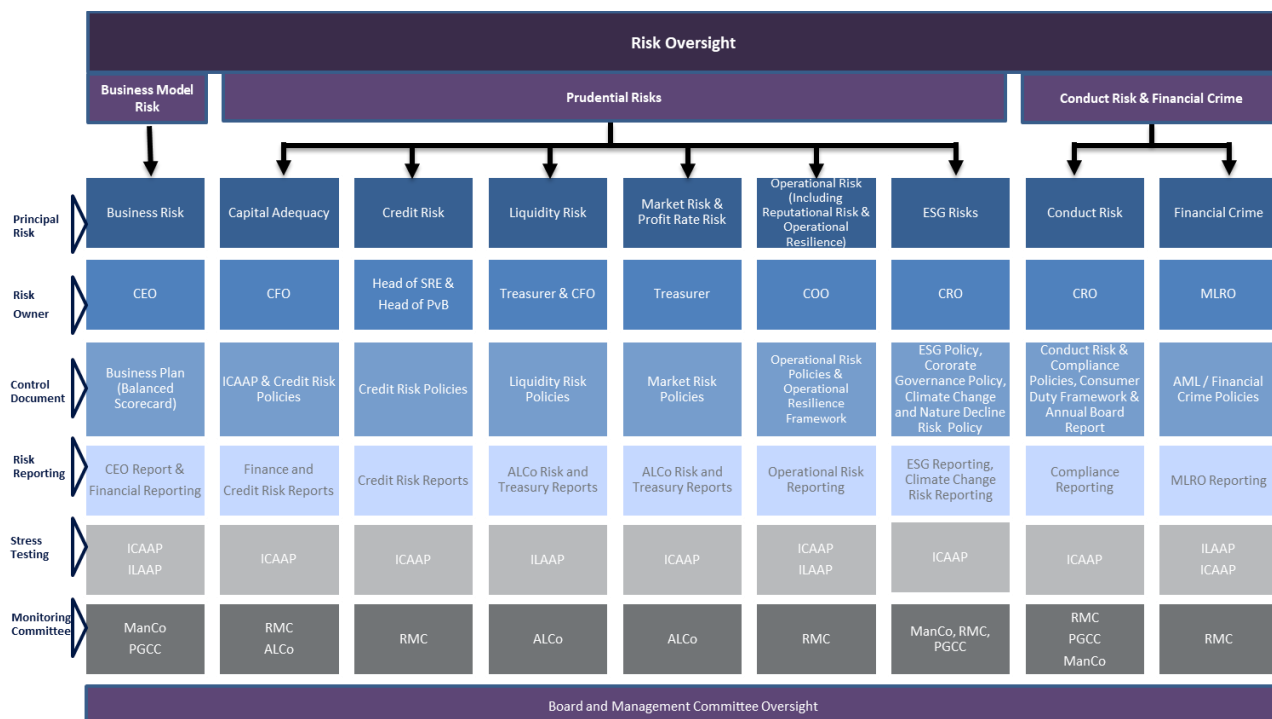 Risk Oversight
Business Model
Risk
Prudential Risks
Conduct Risk & Financial Crime
Principal
Risk
Business Risk
Capital Adequacy
Credit Risk
Liquidity Risk
Market Risk &
Profit Rate Risk
Operational Risk
(Including
Reputational Risk &
Operational
Resilience)
ESG Risks
Conduct Risk
Financial Crime
Risk
Owner
CEO
CFO
Head of SRE &
Head of PvB
Treasurer & CFO
Treasurer
COO
CRO
CRO
MLRO
Control
Document
Business Plan
(Balanced
Scorecard)
ICAAP & Credit Risk
Policies
Credit Risk Policies
Liquidity Risk
Policies
Market Risk
Policies
Operational Risk
Policies &
Operational
Resilience
Framework
ESG Policy,
Cororate
Governance Policy,
Climate Change
and Nature Decline
Risk Policy
Conduct Risk &
Compliance
Policies, Consumer
Duty Framework &
Annual Board
Report
AML / Financial
Crime Policies
Risk
Reporting
CEO Report &
Financial Reporting
Finance and
Credit Risk Reports
Credit Risk Reports
ALCo Risk and
Treasury Reports
ALCo Risk and
Treasury Reports
Operational Risk
Reporting
ESG Reporting,
Climate Change
Risk Reporting
Compliance
Reporting
MLRO Reporting
Stress
Testing
ICAAP
ILAAP
ICAAP
ICAAP
ILAAP
ICAAP
ICAAP
ILAAP
ICAAP
ICAAP
ILAAP
ICAAP
Monitoring
Committee
ManCo
PGCC
RMC
ALCo
RMC
ALCo
ALCo
RMC
ManCo, RMC,
PGCC
RMC
PGCC
ManCo
RMC
Board and Management Committee Oversight